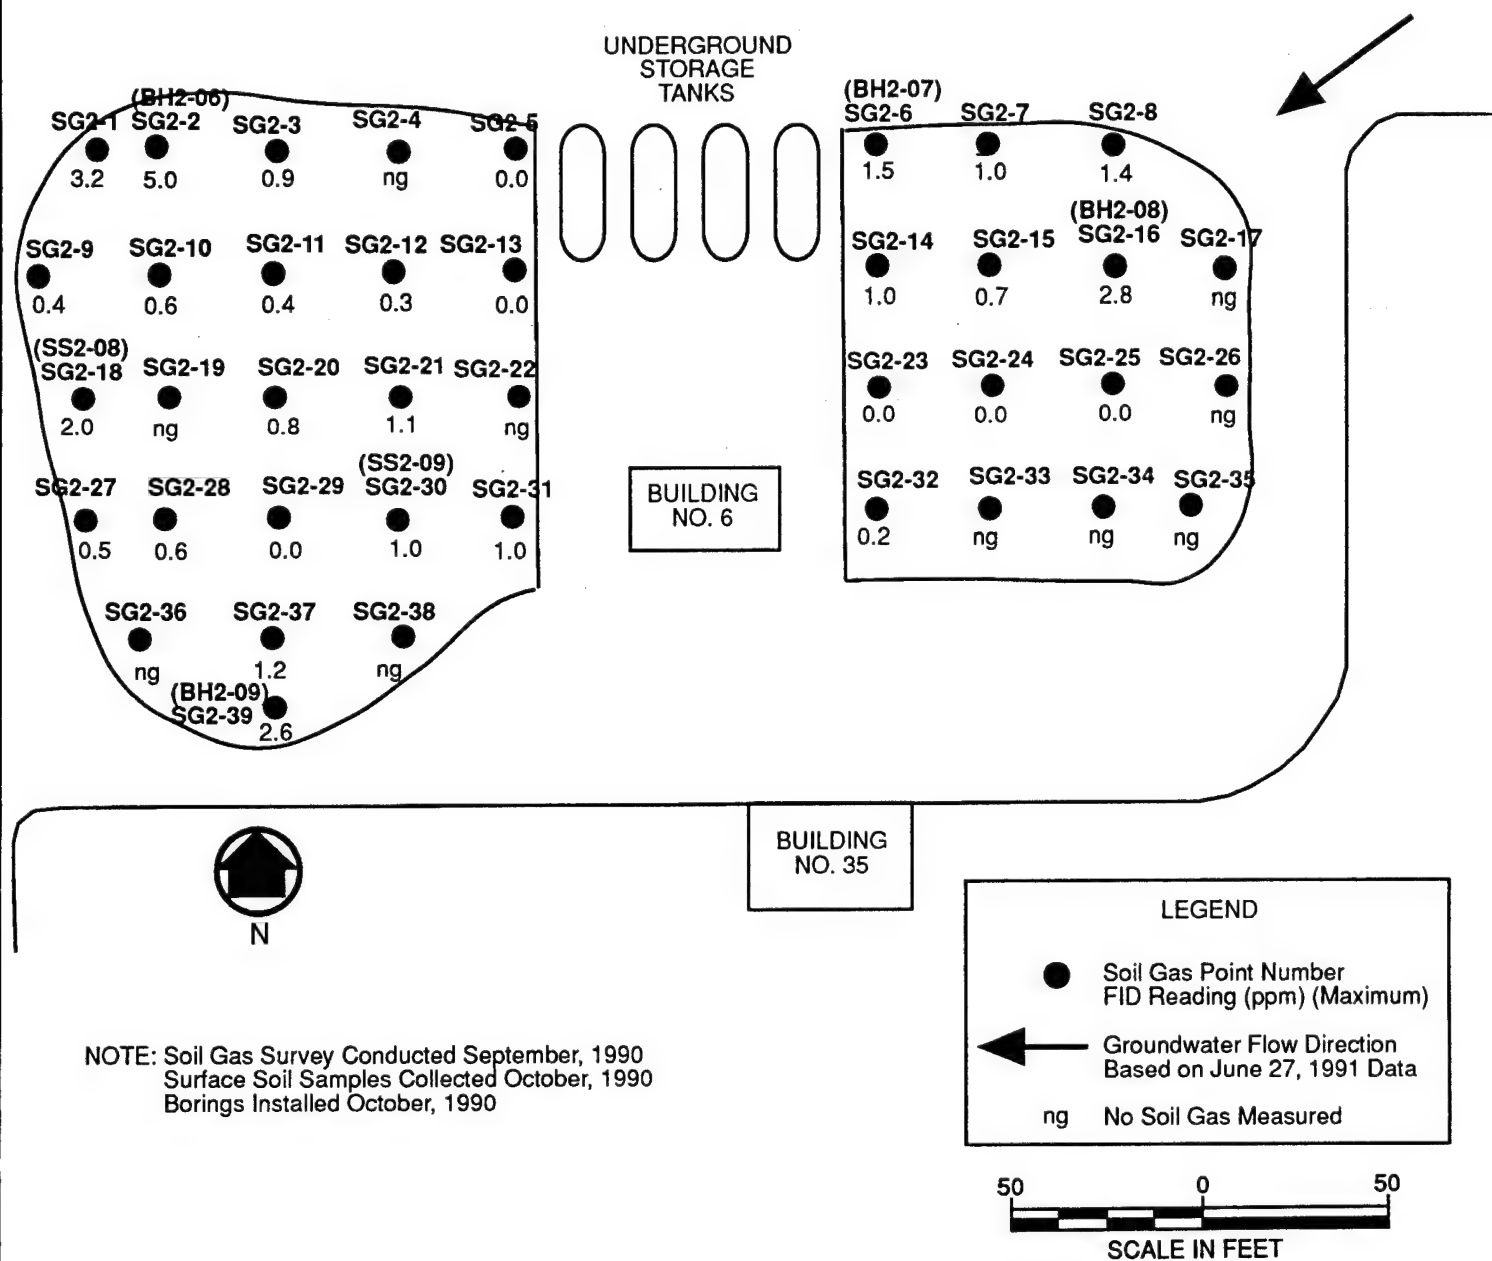 UNDERGROUND
STORAGE
TANKS
(BH2-06)
SG2-1 SG2-2 SG2-3 SG2-4 SG2-5
3.2 5.0 0.9 ng 0.0
(BH2-07)
SG2-6 SG2-7 SG2-8
1.5 1.0 1.4
SG2-9 SG2-10 SG2-11 SG2-12 SG2-13
0.4 0.6 0.4 0.3 0.0
(BH2-08)
SG2-14 SG2-15 SG2-16 SG2-17
1.0 0.7 2.8 ng
(SS2-08)
SG2-18 SG2-19 SG2-20 SG2-21 SG2-22
2.0 ng 0.8 1.1 ng
SG2-23 SG2-24 SG2-25 SG2-26
0.0 0.0 0.0 ng
(SS2-09)
SG2-27 SG2-28 SG2-29 SG2-30 SG2-31
0.5 0.6 0.0 1.0 1.0
BUILDING
NO. 6
SG2-32 SG2-33 SG2-34 SG2-35
0.2 ng ng ng
SG2-36 SG2-37 SG2-38
ng 1.2 ng
(BH2-09)
SG2-39
2.6
BUILDING
NO. 35
N
LEGEND
Soil Gas Point Number
FID Reading (ppm) (Maximum)
Groundwater Flow Direction
Based on June 27, 1991 Data
ng No Soil Gas Measured
NOTE: Soil Gas Survey Conducted September, 1990
Surface Soil Samples Collected October, 1990
Borings Installed October, 1990
50 0 50
SCALE IN FEET